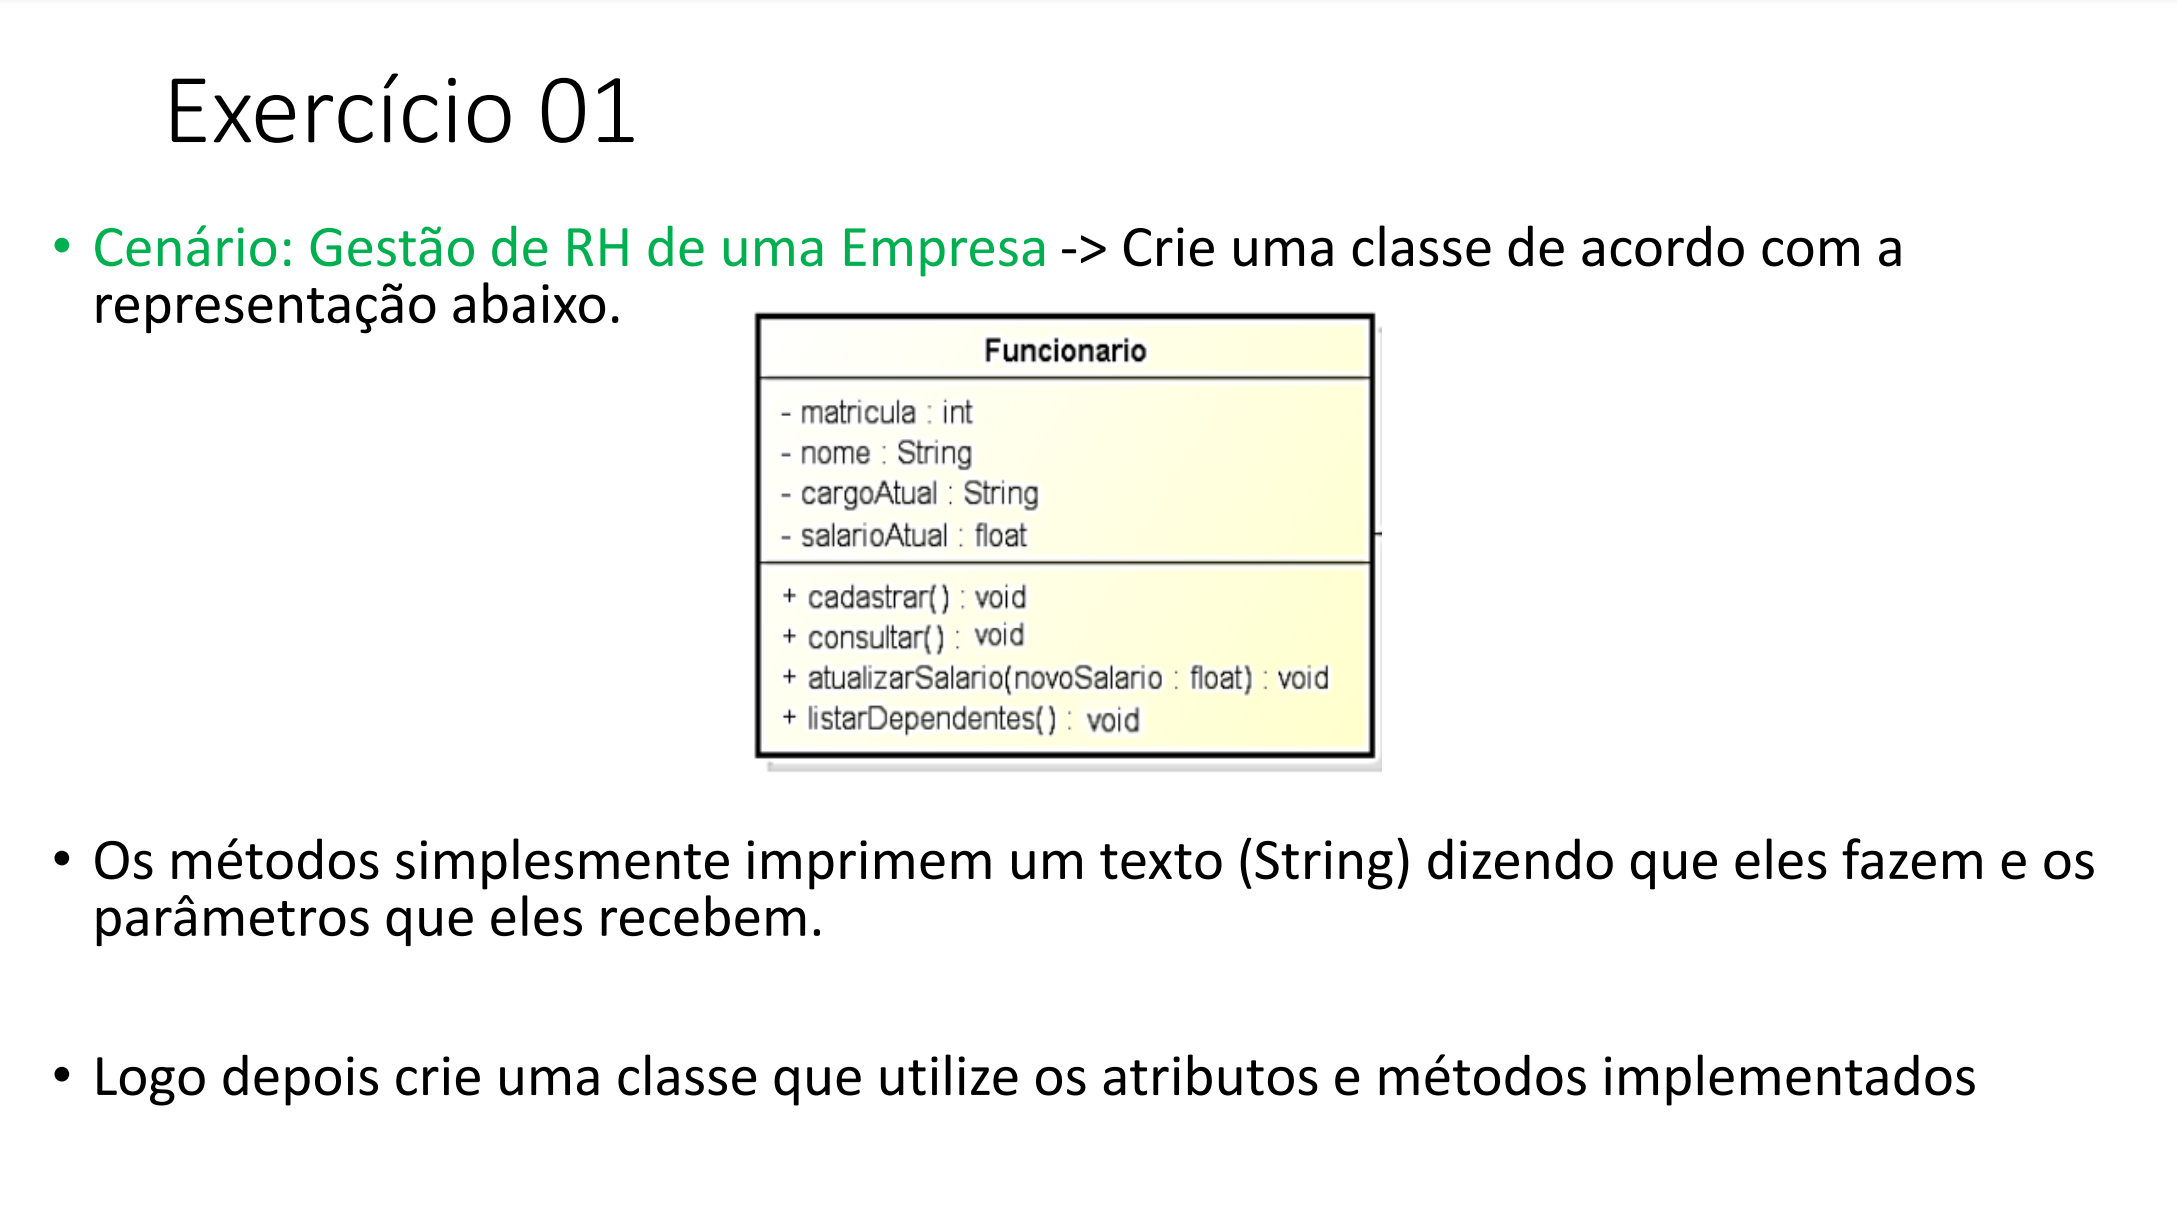 Exercício 01
• Cenário: Gestão de RH de uma Empresa -> Crie uma classe de acordo com a
representação abaixo.
Funcionario
- matricula : int
- nome : String
- cargoAtual : String
- salarioAtual : float
+ cadastrar() : void
+ consultar() : void
+ atualizarSalario(novoSalario : float) : void
+ listarDependentes() : void
• Os métodos simplesmente imprimem um texto (String) dizendo que eles fazem e os
parâmetros que eles recebem.
• Logo depois crie uma classe que utilize os atributos e métodos implementados